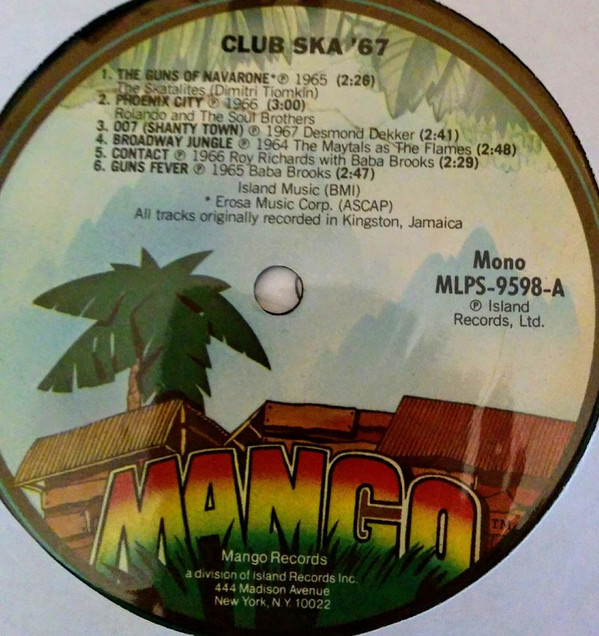 CLUB SKA '67
1. THE GUNS OF NAVARONE* ℗ 1965 (2:26)
The Skatalites (Dimitri Tiomkin)
2. PHOENIX CITY ℗ 1966 (3:00)
Rolando and The Soul Brothers
3. 007 (SHANTY TOWN) ℗ 1967 Desmond Dekker (2:41)
4. BROADWAY JUNGLE ℗ 1964 The Maytals as The Flames (2:48)
5. CONTACT ℗ 1966 Roy Richards with Baba Brooks (2:29)
6. GUNS FEVER ℗ 1965 Baba Brooks (2:47)
Island Music (BMI)
* Erosa Music Corp. (ASCAP)
All tracks originally recorded in Kingston, Jamaica
Mono
MLPS-9598-A
℗ Island
Records, Ltd.
MANGO TM
Mango Records
a division of Island Records Inc.
444 Madison Avenue
New York, N.Y. 10022